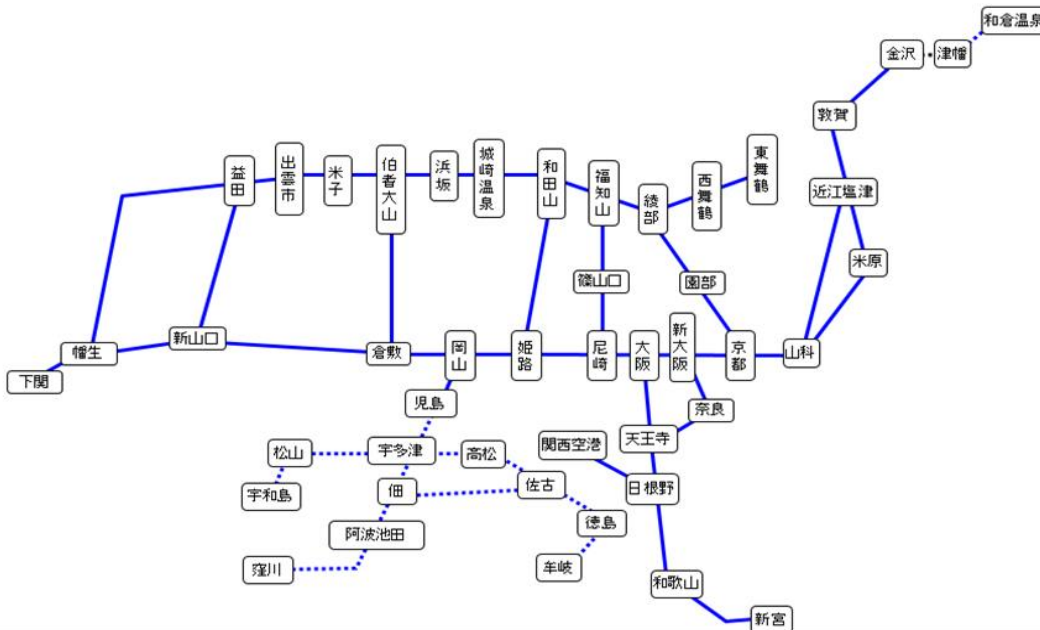 和倉温泉
金沢
津幡
敦賀
益田
出雲市
米子
伯耆大山
浜坂
城崎温泉
和田山
福知山
綾部
西舞鶴
東舞鶴
近江塩津
米原
篠山口
園部
幡生
新山口
倉敷
岡山
姫路
尼崎
大阪
新大阪
京都
山科
下関
児島
奈良
松山
宇多津
高松
関西空港
天王寺
宇和島
佃
佐古
日根野
阿波池田
徳島
窪川
牟岐
和歌山
新宮